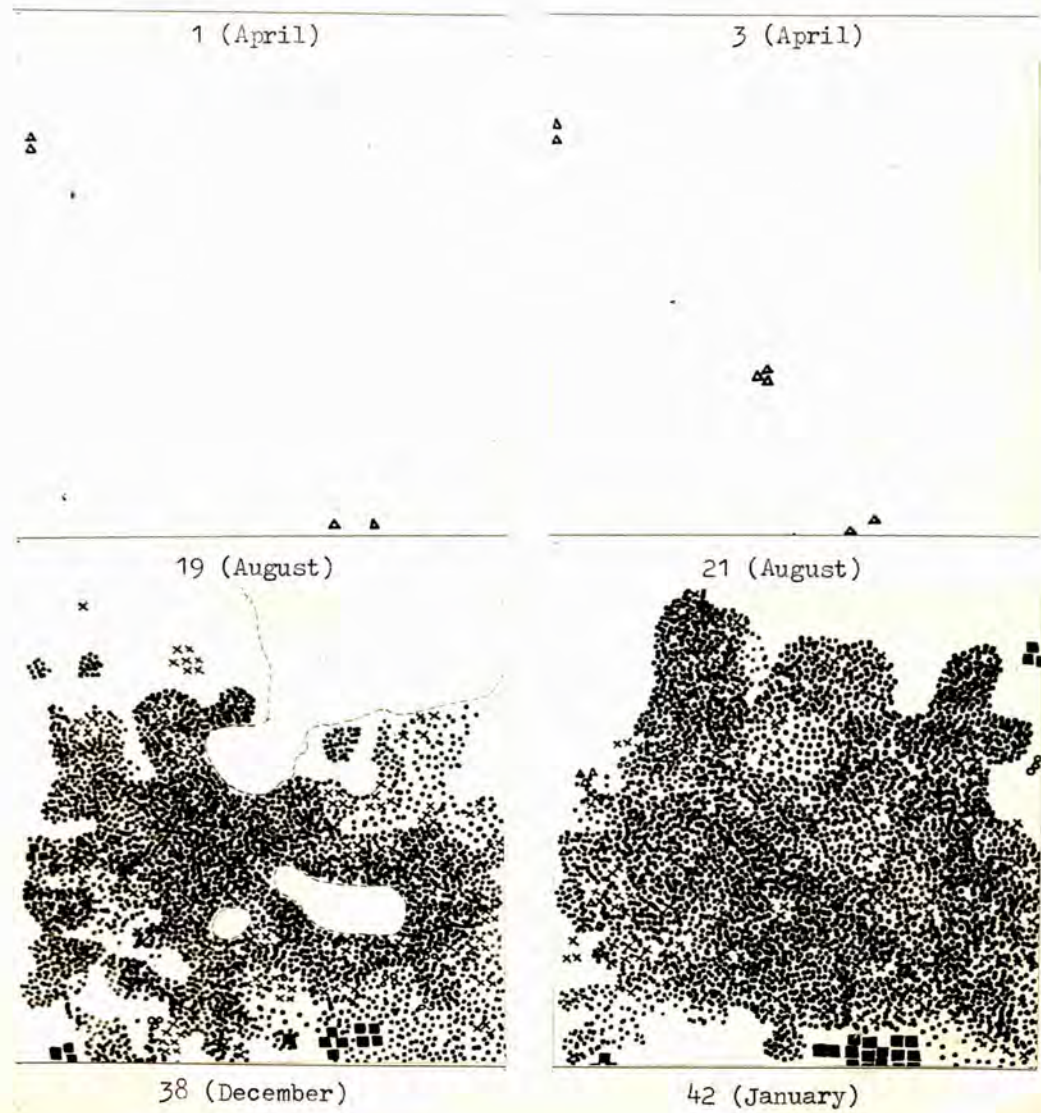 1 (April)
3 (April)
19 (August)
21 (August)
38 (December)
42 (January)